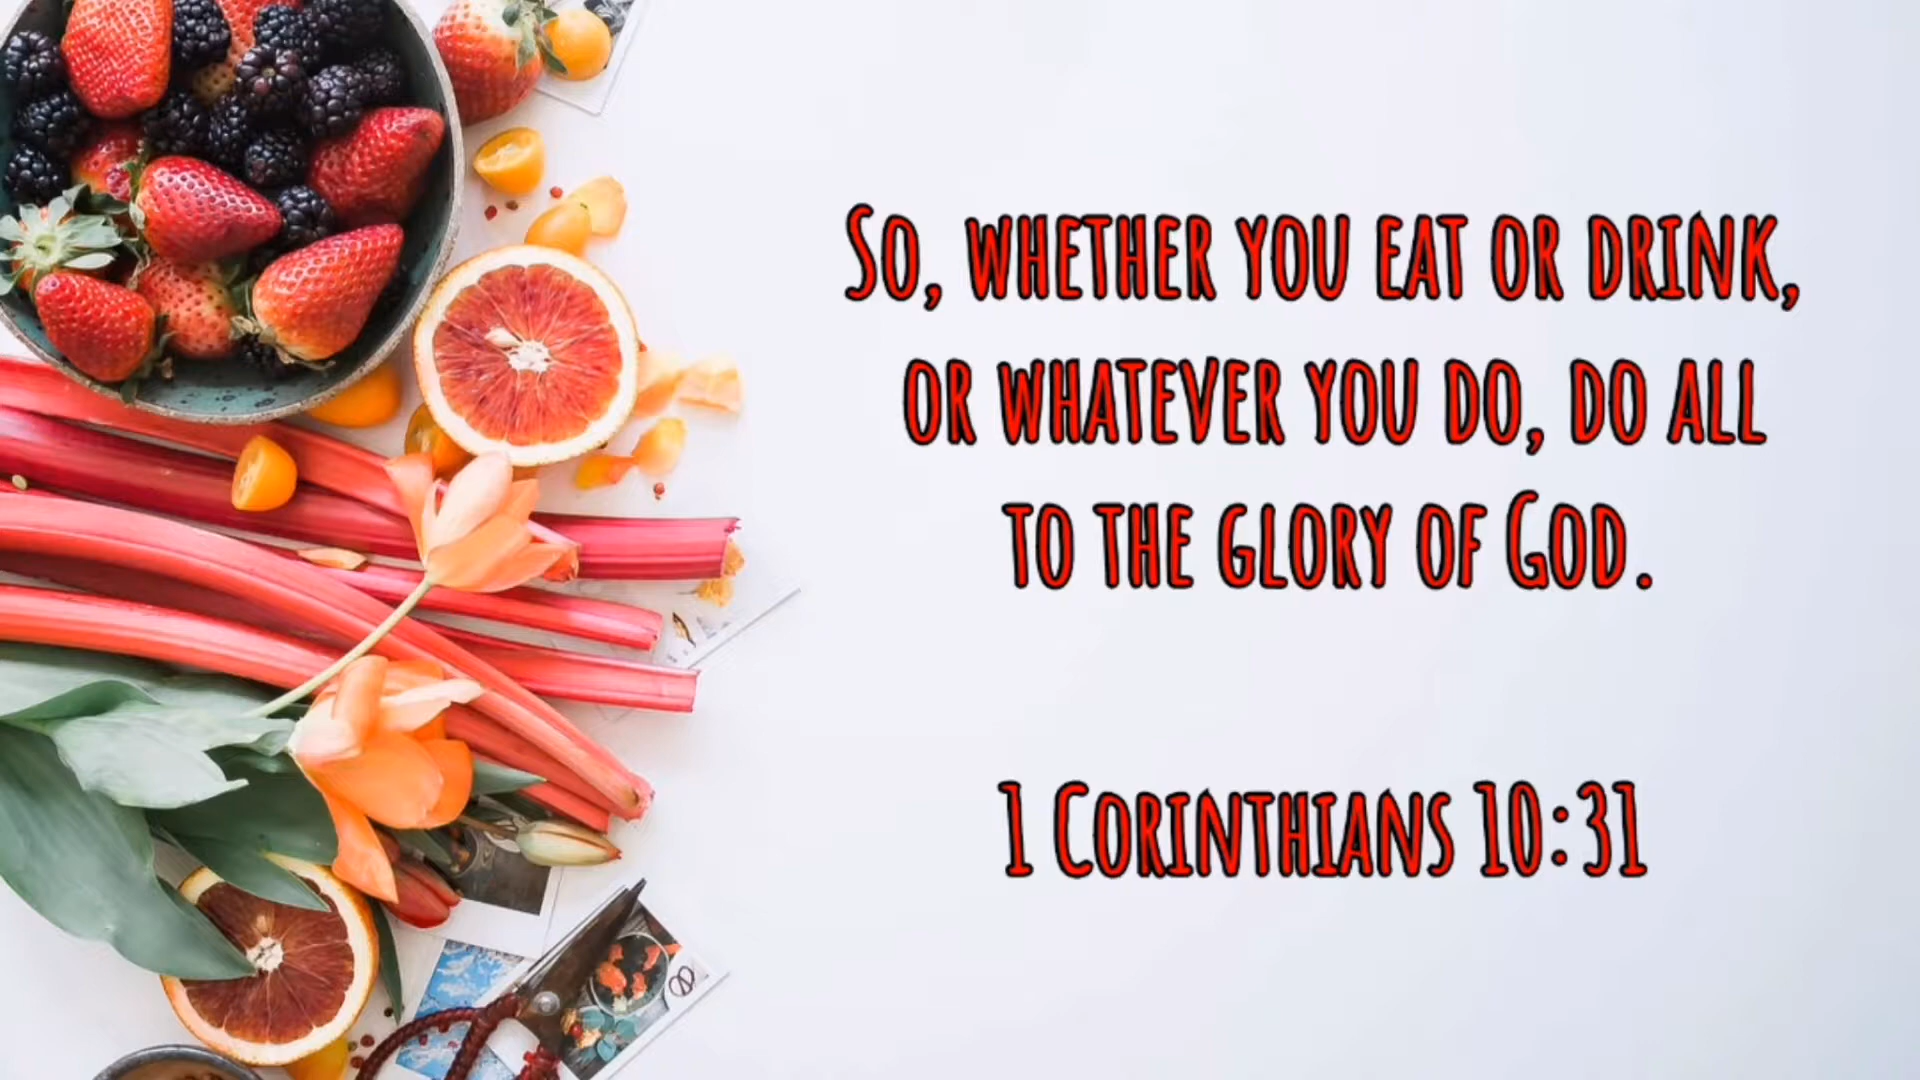 So, whether you eat or drink,
or whatever you do, do all
to the glory of God.
1 Corinthians 10:31